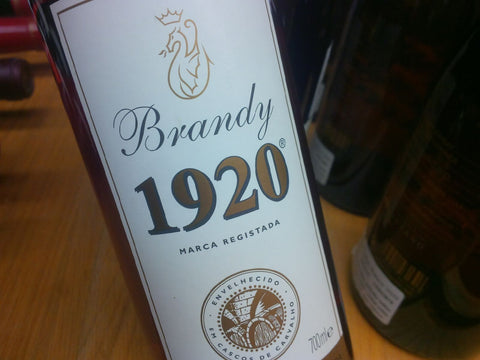 Brandy
1920®
MARCA REGISTADA
ENVELHECIDO
EM CASCOS DE CARVALHO
700ml e